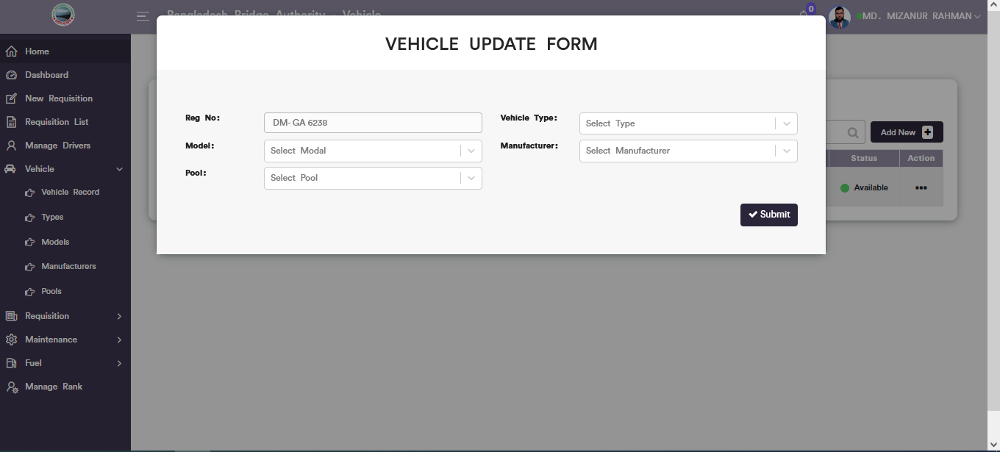 Bangladesh Bridge Authority - Vehicle
0
MD. MIZANUR RAHMAN
VEHICLE UPDATE FORM
Home
Dashboard
New Requisition
Requisition List
Manage Drivers
Vehicle
Vehicle Record
Types
Models
Manufacturers
Pools
Requisition
Maintenance
Fuel
Manage Rank
Reg No: DM- GA 6238 Vehicle Type: Select Type
Model: Select Modal Manufacturer: Select Manufacturer
Pool: Select Pool
Submit
Add New
Status Action
Available